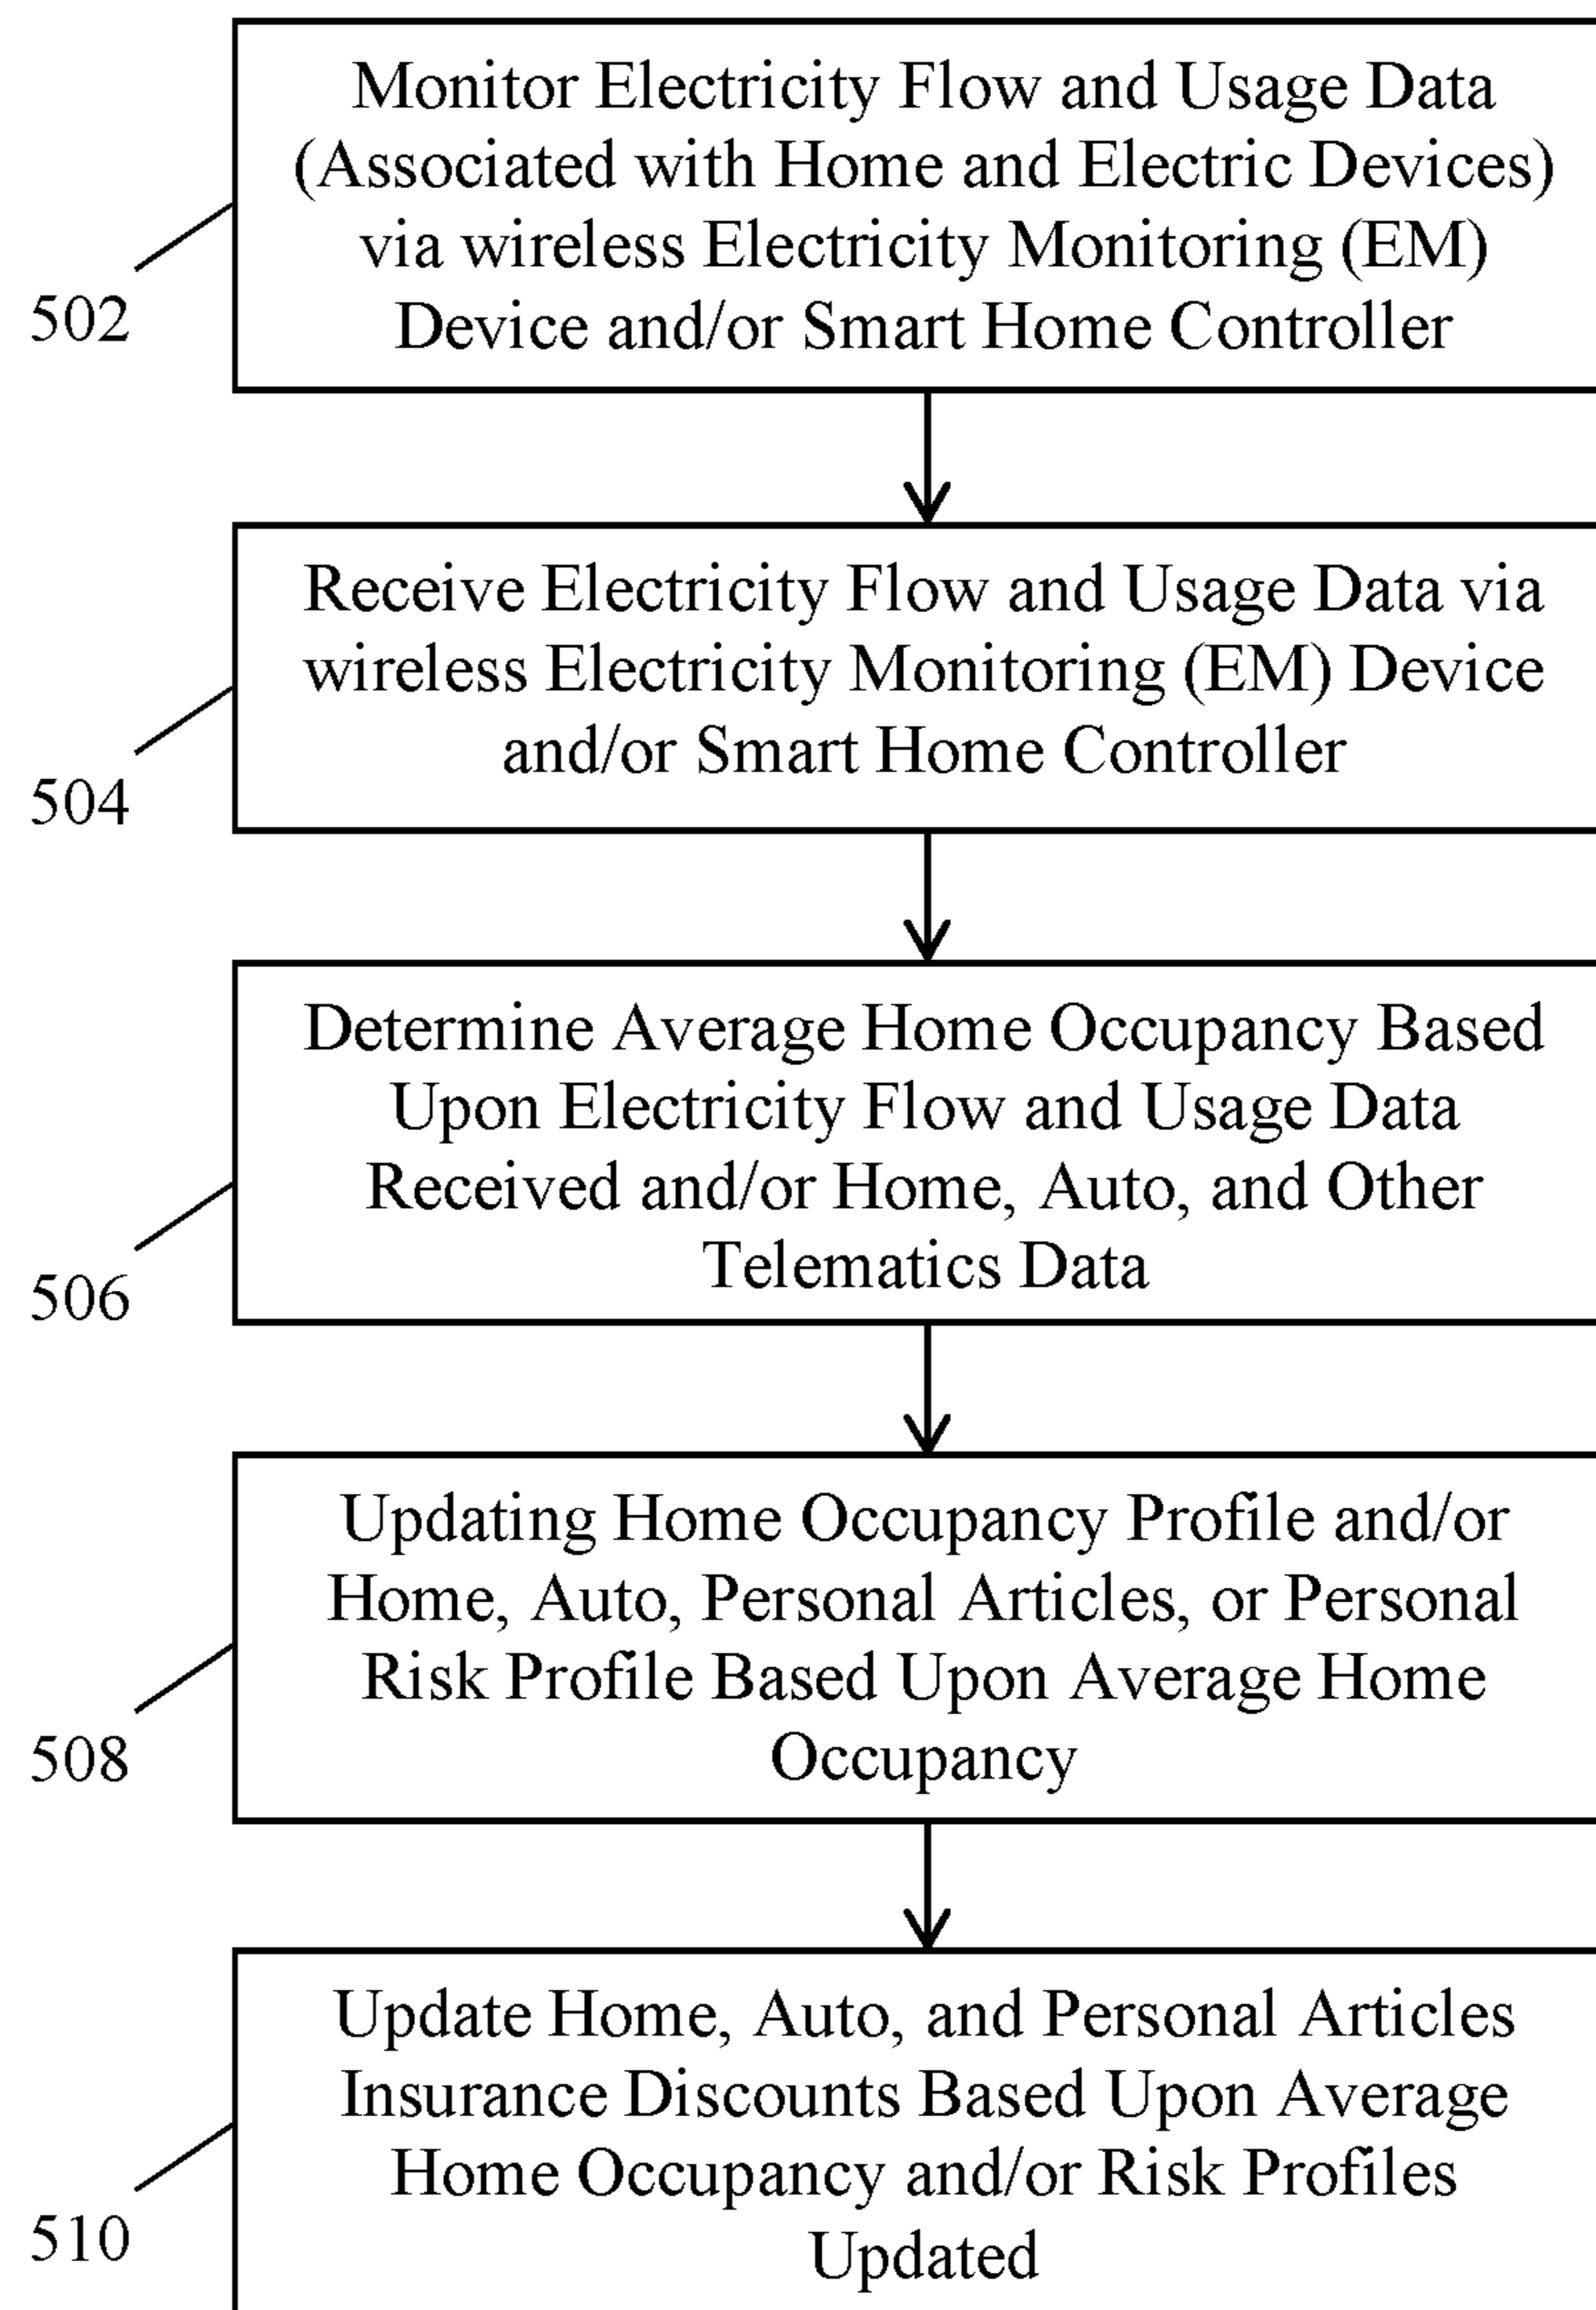 Monitor Electricity Flow and Usage Data
(Associated with Home and Electric Devices)
via wireless Electricity Monitoring (EM)
Device and/or Smart Home Controller
502
Receive Electricity Flow and Usage Data via
wireless Electricity Monitoring (EM) Device
and/or Smart Home Controller
504
Determine Average Home Occupancy Based
Upon Electricity Flow and Usage Data
Received and/or Home, Auto, and Other
Telematics Data
506
Updating Home Occupancy Profile and/or
Home, Auto, Personal Articles, or Personal
Risk Profile Based Upon Average Home
Occupancy
508
Update Home, Auto, and Personal Articles
Insurance Discounts Based Upon Average
Home Occupancy and/or Risk Profiles
Updated
510